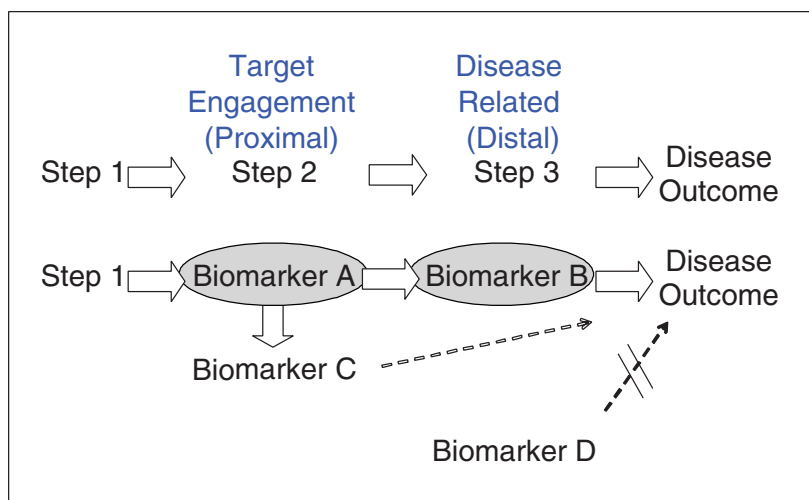 Target
Engagement
(Proximal)
Disease
Related
(Distal)
Step 1
Step 2
Step 3
Disease
Outcome
Step 1
Biomarker A
Biomarker B
Disease
Outcome
Biomarker C
Biomarker D